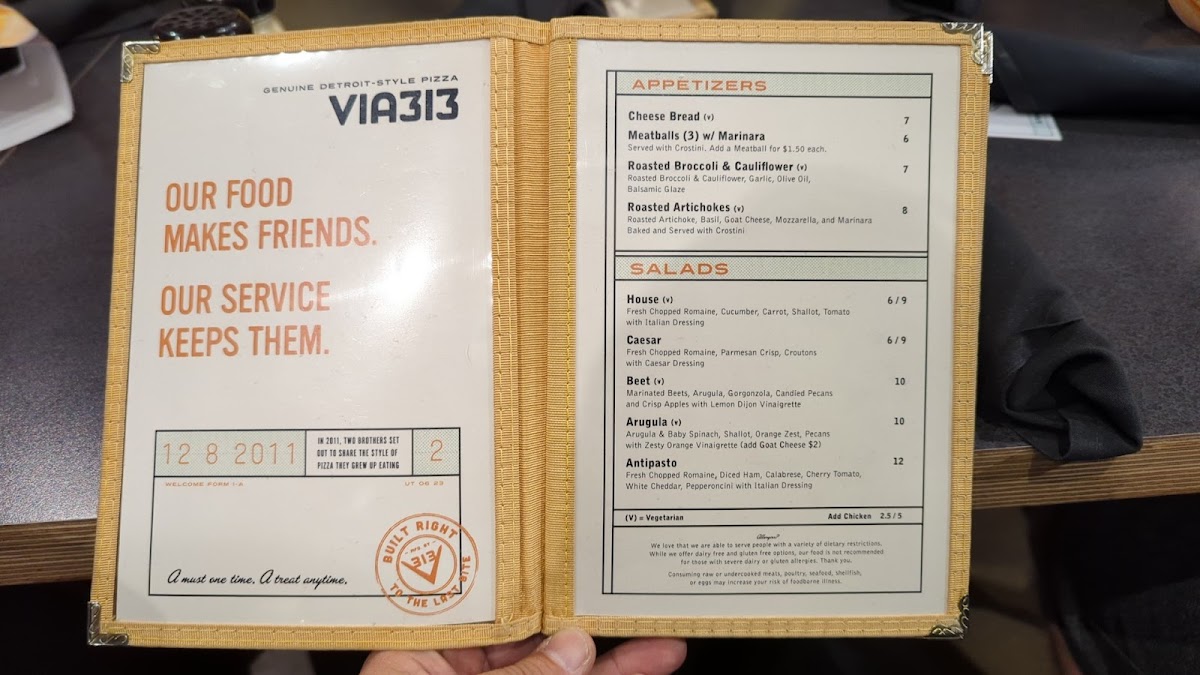 GENUINE DETROIT-STYLE PIZZA
VIA313
OUR FOOD
MAKES FRIENDS.
OUR SERVICE
KEEPS THEM.
12 8 2011
IN 2011, TWO BROTHERS SET
OUT TO SHARE THE STYLE OF
PIZZA THEY GREW UP EATING
2
WELCOME FORM 1-A
UT 06 23
A must one time. A treat anytime.
BUILT RIGHT
313
TO THE LAST BITE
APPETIZERS
Cheese Bread (v) 7
Meatballs (3) w/ Marinara 6
Served with Crostini. Add a Meatball for $1.50 each.
Roasted Broccoli & Cauliflower (v) 7
Roasted Broccoli & Cauliflower, Garlic, Olive Oil,
Balsamic Glaze
Roasted Artichokes (v) 8
Roasted Artichoke, Basil, Goat Cheese, Mozzarella, and Marinara
Baked and Served with Crostini
SALADS
House (v) 6 / 9
Fresh Chopped Romaine, Cucumber, Carrot, Shallot, Tomato
with Italian Dressing
Caesar 6 / 9
Fresh Chopped Romaine, Parmesan Crisp, Croutons
with Caesar Dressing
Beet (v) 10
Marinated Beets, Arugula, Gorgonzola, Candied Pecans
and Crisp Apples with Lemon Dijon Vinaigrette
Arugula (v) 10
Arugula & Baby Spinach, Shallot, Orange Zest, Pecans
with Zesty Orange Vinaigrette (add Goat Cheese $2)
Antipasto 12
Fresh Chopped Romaine, Diced Ham, Calabrese, Cherry Tomato,
White Cheddar, Pepperoncini with Italian Dressing
(V) = Vegetarian Add Chicken 2.5 / 5
Allergies?
We love that we are able to serve people with a variety of dietary restrictions.
While we offer dairy free and gluten free options, our food is not recommended
for those with severe dairy or gluten allergies. Thank you.
Consuming raw or undercooked meats, poultry, seafood, shellfish,
or eggs may increase your risk of foodborne illness.